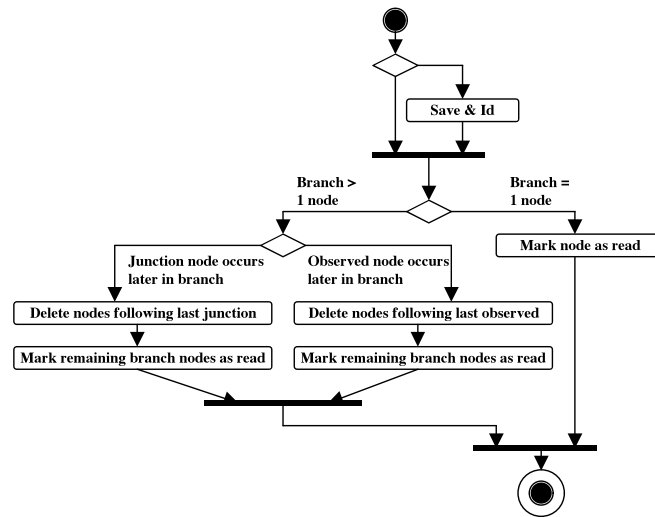 Save & Id
Branch >
1 node
Branch =
1 node
Mark node as read
Junction node occurs
later in branch
Observed node occurs
later in branch
Delete nodes following last junction
Delete nodes following last observed
Mark remaining branch nodes as read
Mark remaining branch nodes as read